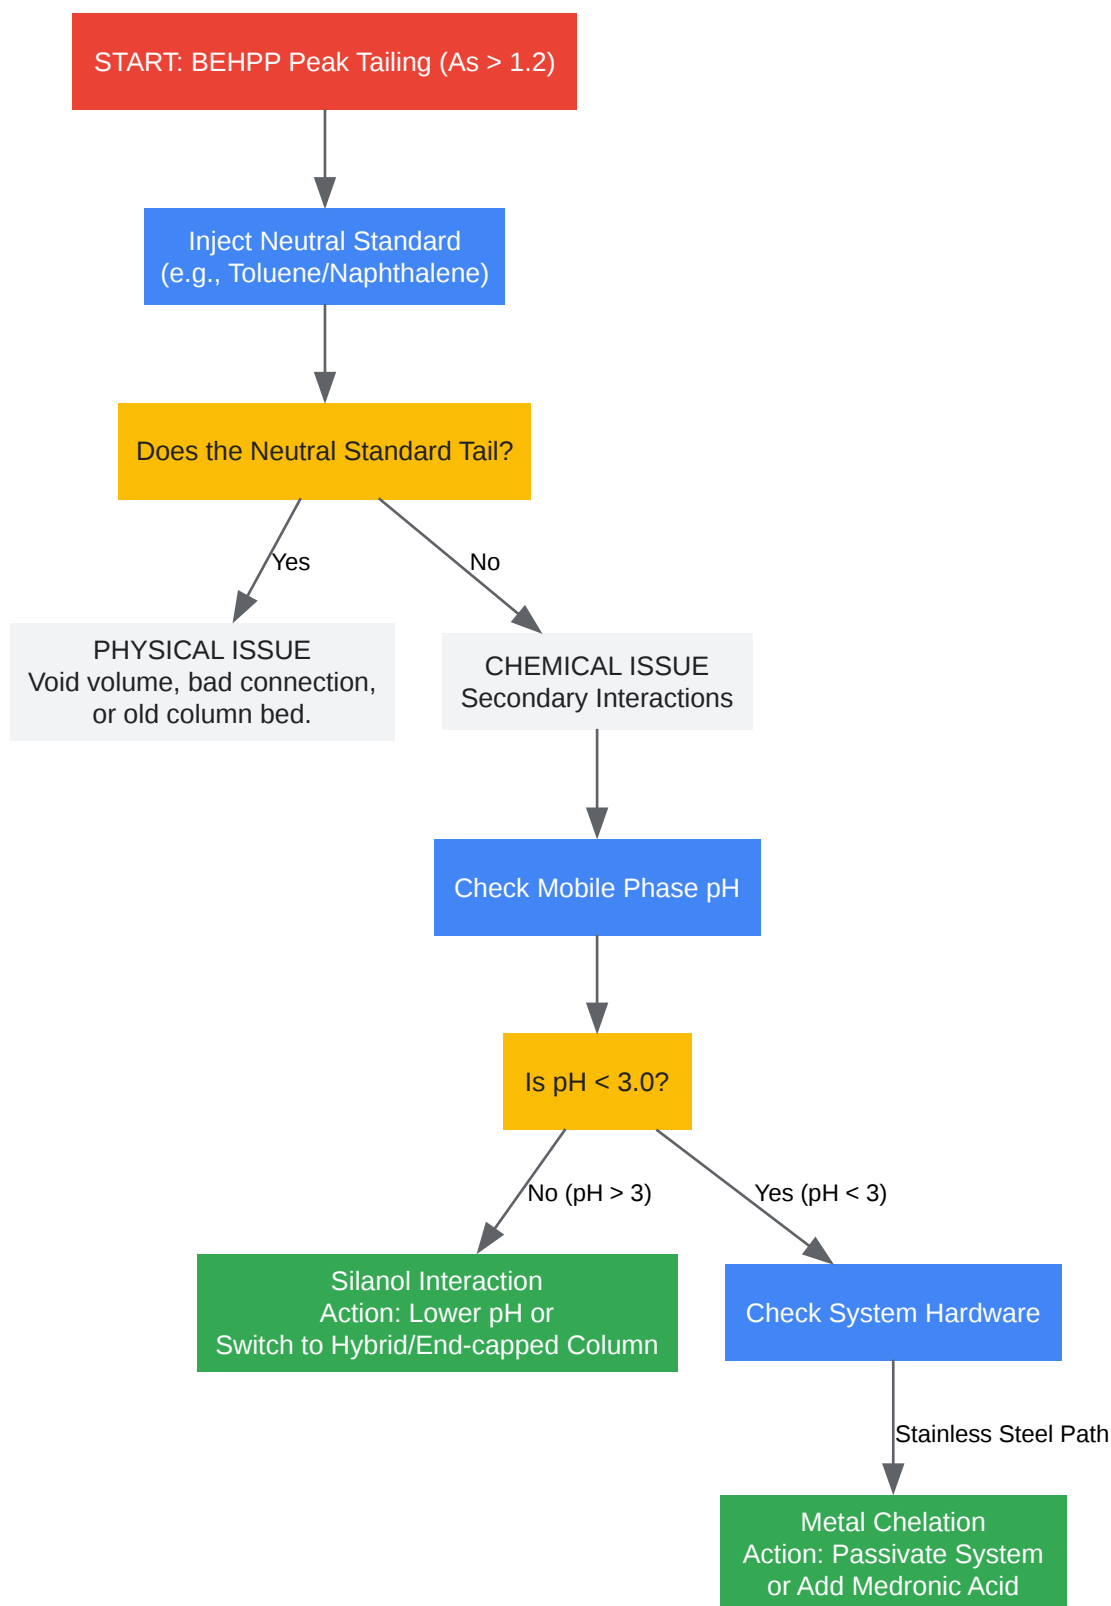 START: BEHPP Peak Tailing (As > 1.2)
Inject Neutral Standard
(e.g., Toluene/Naphthalene)
Does the Neutral Standard Tail?
Yes
No
PHYSICAL ISSUE
Void volume, bad connection,
or old column bed.
CHEMICAL ISSUE
Secondary Interactions
Check Mobile Phase pH
Is pH < 3.0?
No (pH > 3)
Yes (pH < 3)
Silanol Interaction
Action: Lower pH or
Switch to Hybrid/End-capped Column
Check System Hardware
Stainless Steel Path
Metal Chelation
Action: Passivate System
or Add Medronic Acid